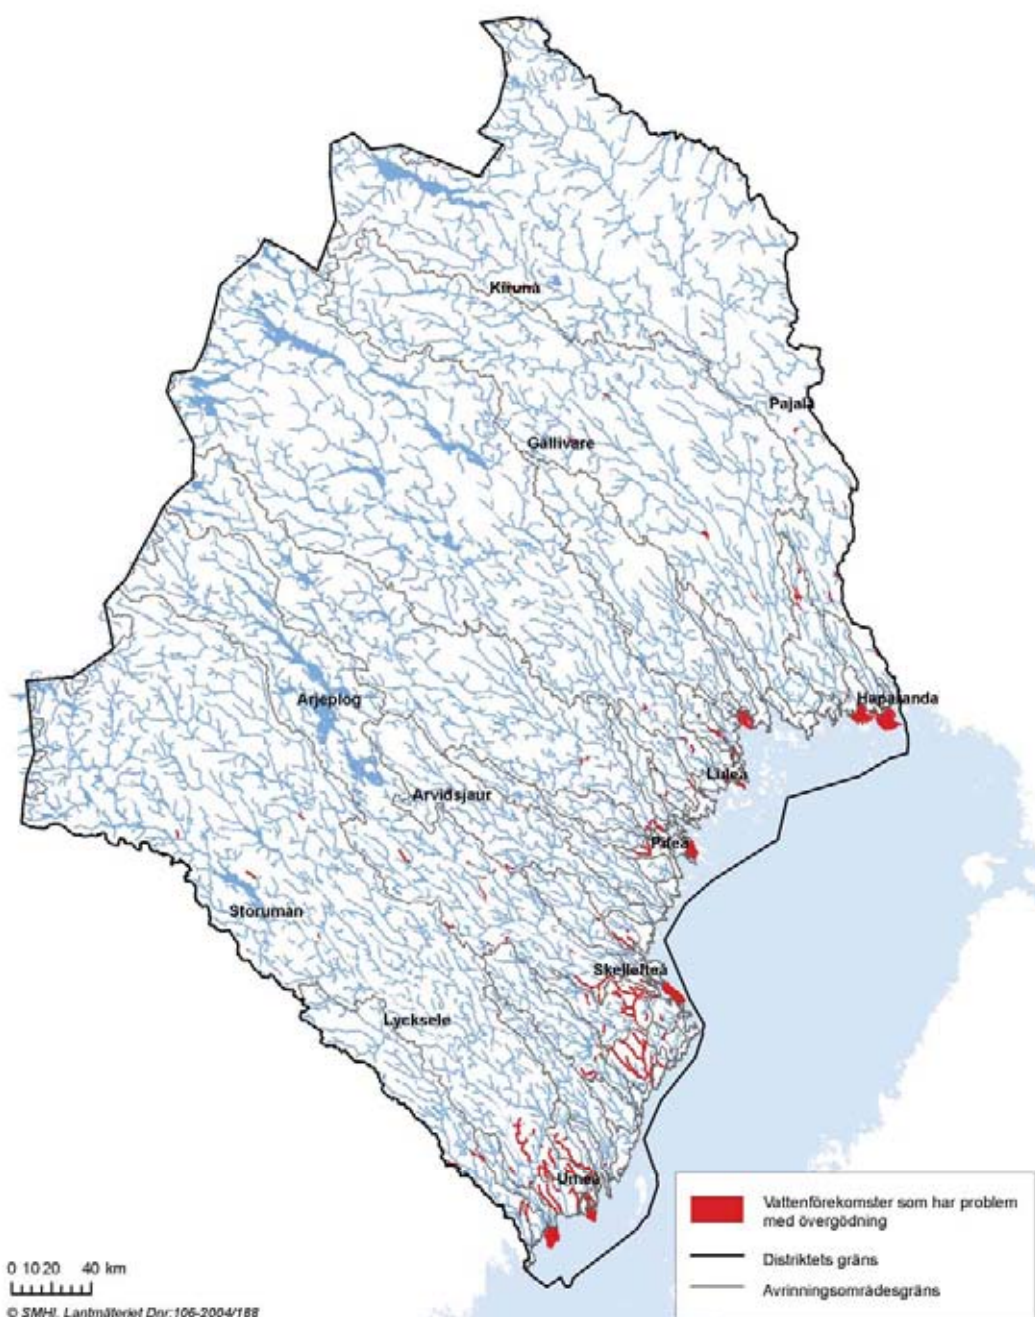 Kiruna
Pajala
Gällivare
Haparanda
Arjeplog
Luleå
Arvidsjaur
Piteå
Storuman
Skellefteå
Lycksele
Umeå
Vattenförekomster som har problem
med övergödning
Distriktets gräns
Avrinningsområdesgräns
0 10 20 40 km
© SMHI, Lantmäteriet Dnr:106-2004/188